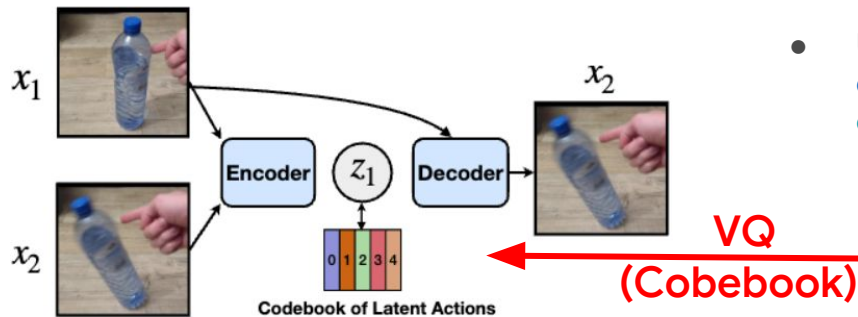 x₁
x₂
Encoder
z₁
Decoder
x₂
0 1 2 3 4
Codebook of Latent Actions
VQ
(Cobebook)